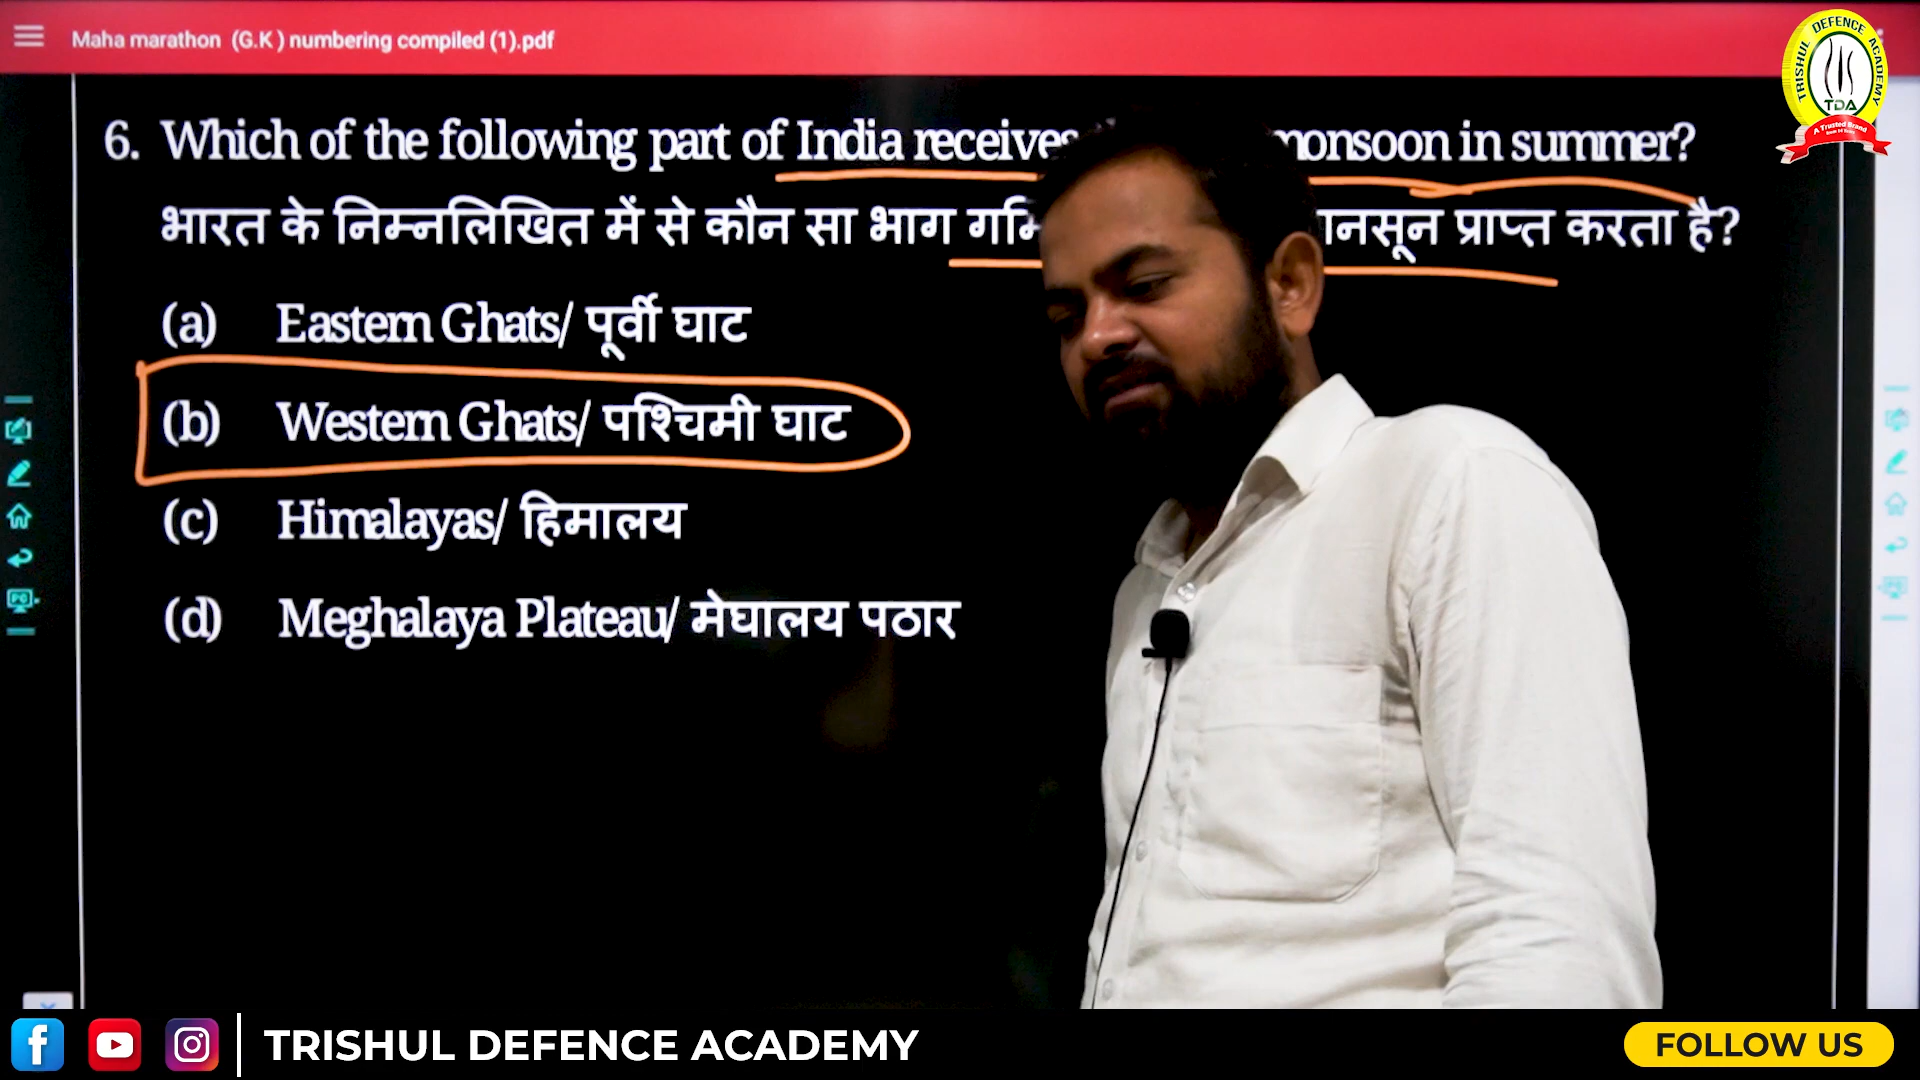 Maha marathon (G.K ) numbering compiled (1).pdf
TRISHUL DEFENCE ACADEMY
TDA
A Trusted Brand
6. Which of the following part of India receives monsoon in summer?
भारत के निम्नलिखित में से कौन सा भाग प्राप्त करता है?
(a) Eastern Ghats/ पूर्वी घाट
(b) Western Ghats/ पश्चिमी घाट
(c) Himalayas/ हिमालय
(d) Meghalaya Plateau/ मेघालय पठार
TRISHUL DEFENCE ACADEMY
FOLLOW US